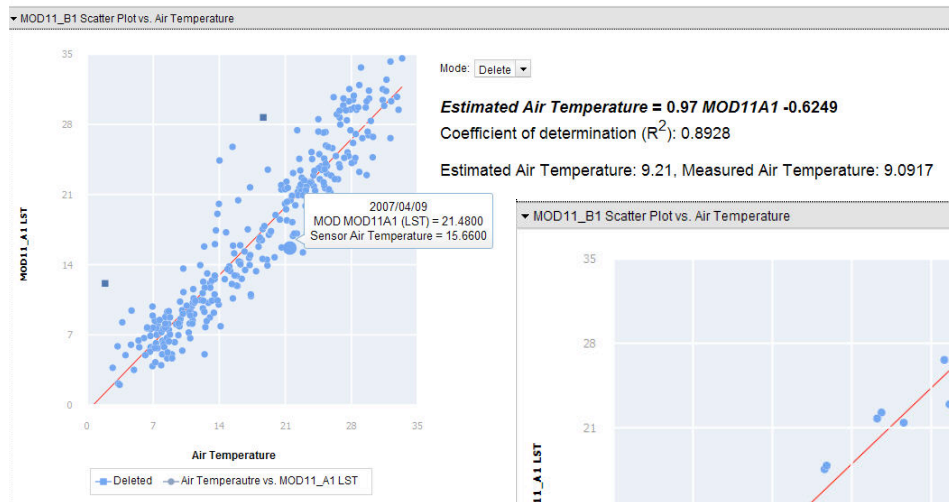 MOD11_B1 Scatter Plot vs. Air Temperature
35
28
21
14
7
0
0 7 14 21 28 35
MOD11_A1 LST
Air Temperature
Deleted Air Temperautre vs. MOD11_A1 LST
2007/04/09
MOD MOD11A1 (LST) = 21.4800
Sensor Air Temperature = 15.6600
Mode: Delete
Estimated Air Temperature = 0.97 MOD11A1 -0.6249
Coefficient of determination (R2): 0.8928
Estimated Air Temperature: 9.21, Measured Air Temperature: 9.0917
MOD11_B1 Scatter Plot vs. Air Temperature
35
28
21
11_A1 LST